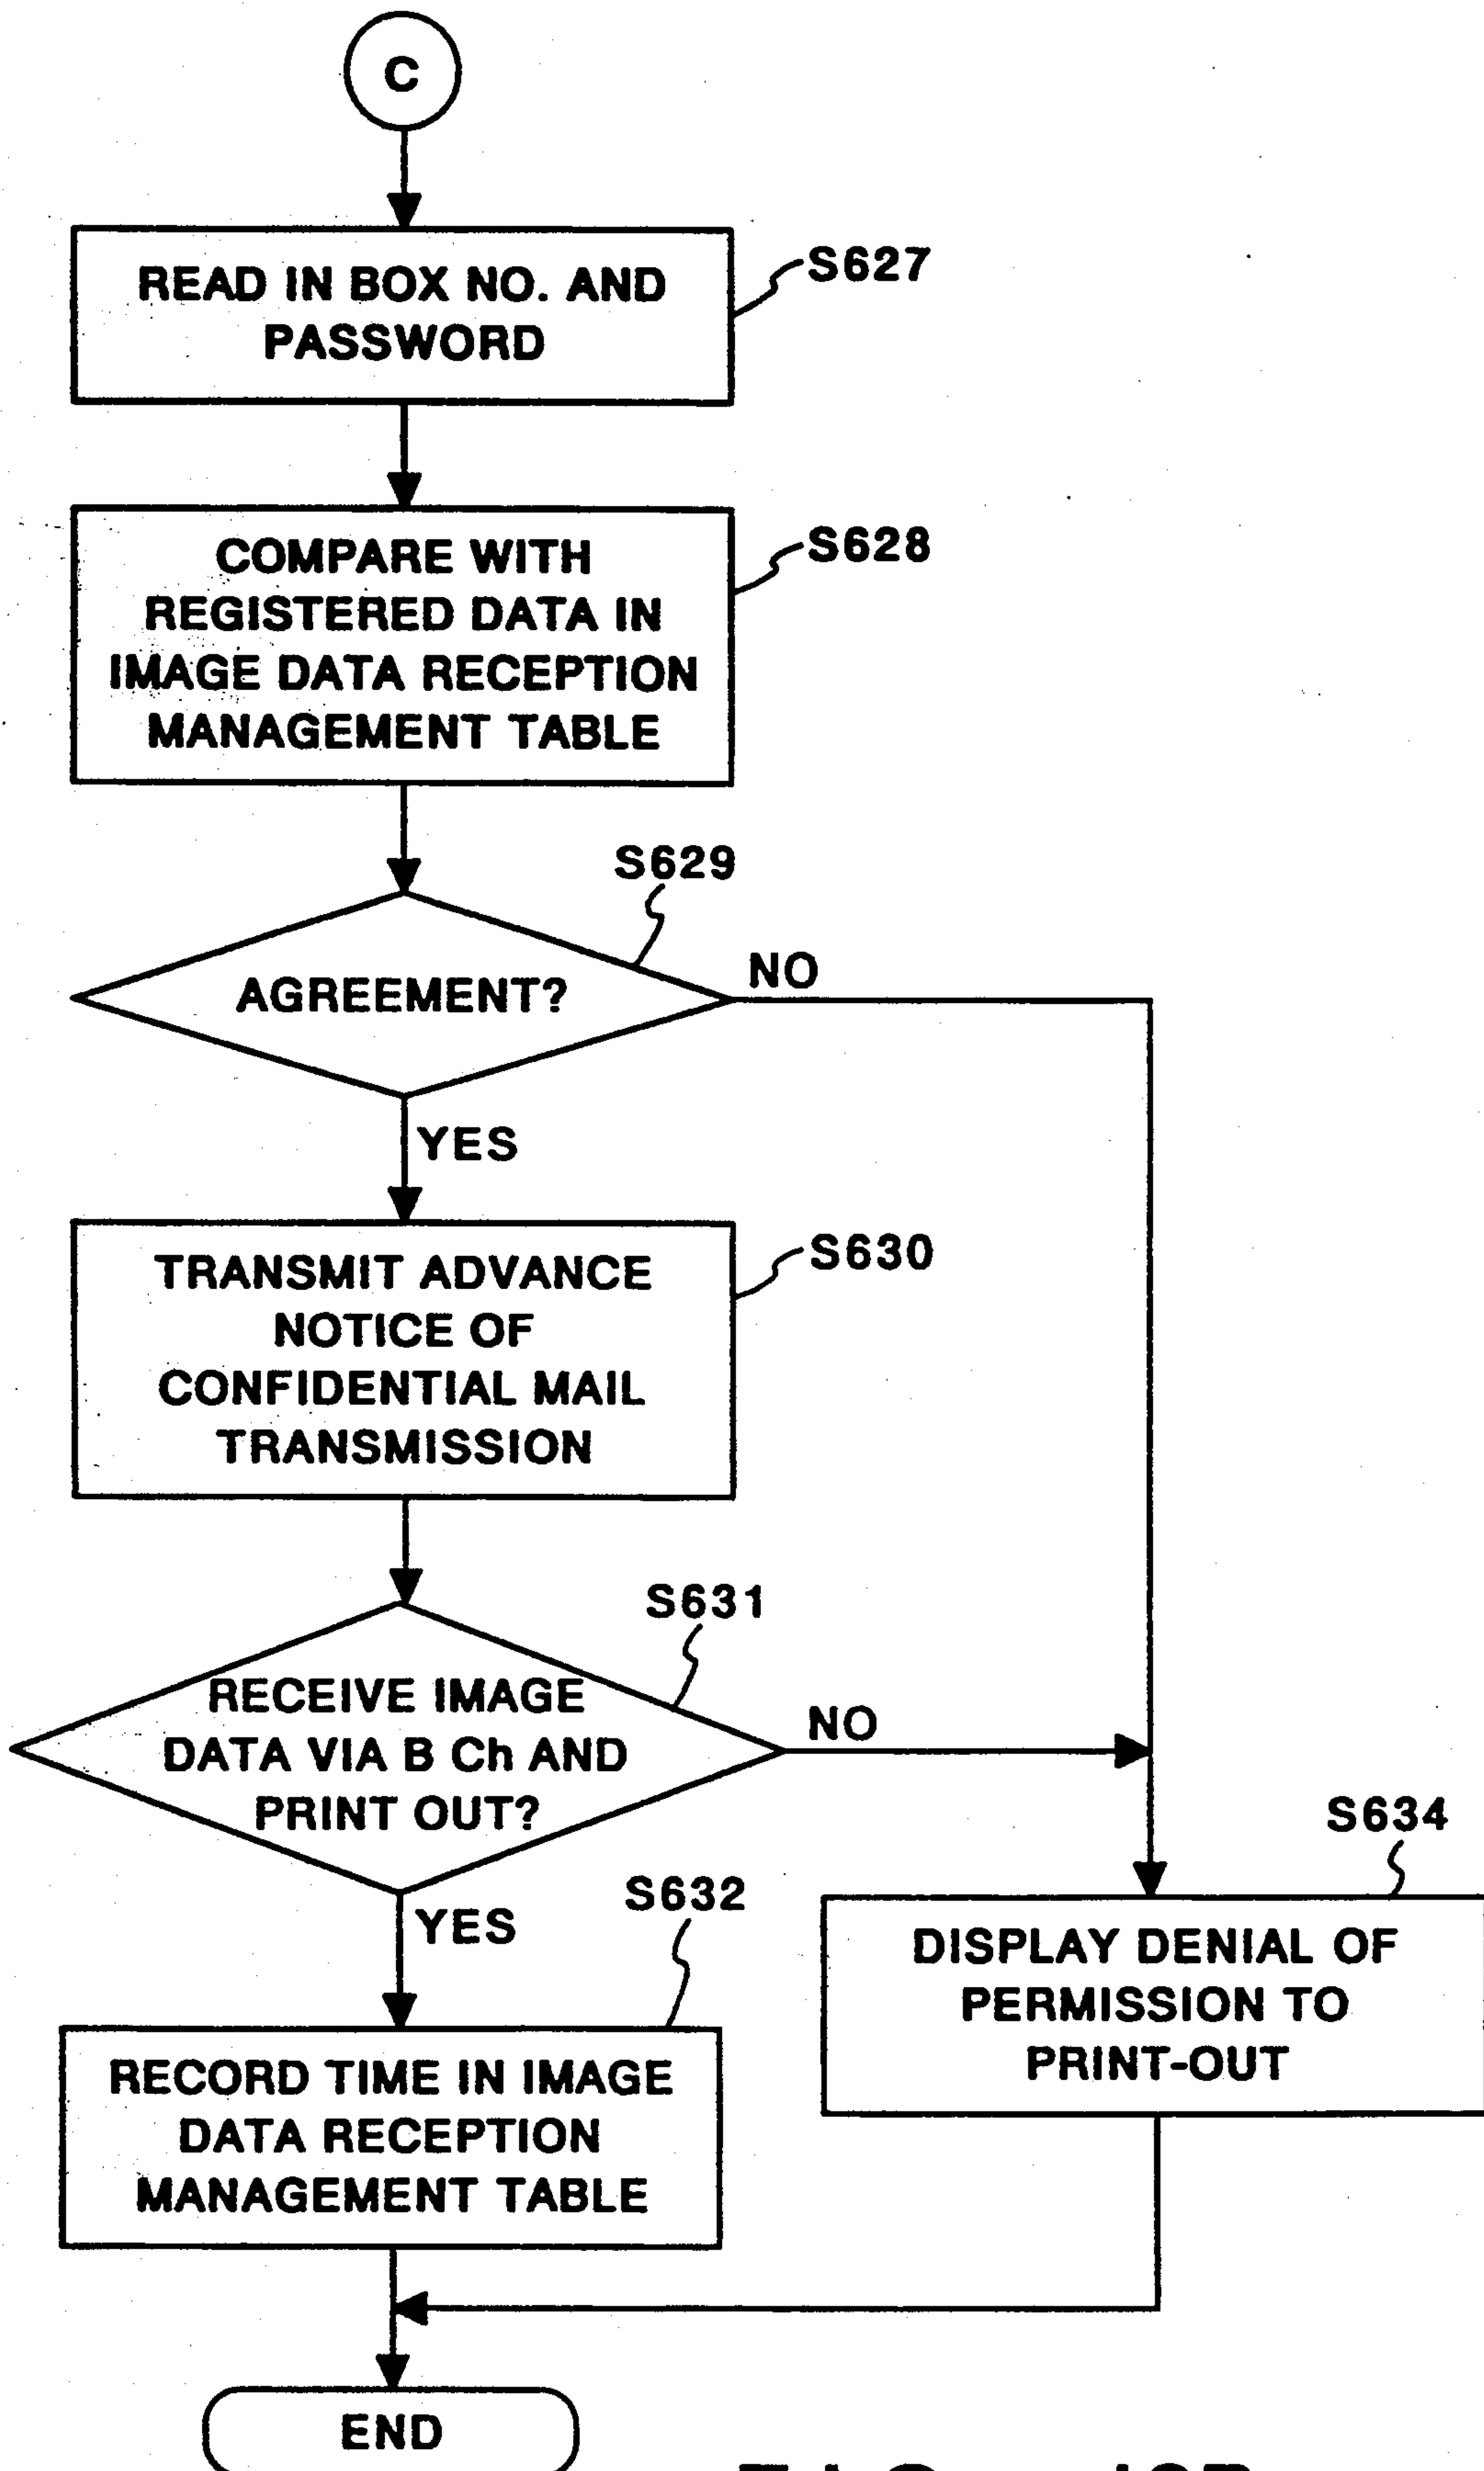 C
READ IN BOX NO. AND
PASSWORD
S627
COMPARE WITH
REGISTERED DATA IN
IMAGE DATA RECEPTION
MANAGEMENT TABLE
S628
S629
AGREEMENT?
NO
YES
TRANSMIT ADVANCE
NOTICE OF
CONFIDENTIAL MAIL
TRANSMISSION
S630
S631
RECEIVE IMAGE
DATA VIA B Ch AND
PRINT OUT?
NO
YES
S632
RECORD TIME IN IMAGE
DATA RECEPTION
MANAGEMENT TABLE
S634
DISPLAY DENIAL OF
PERMISSION TO
PRINT-OUT
END